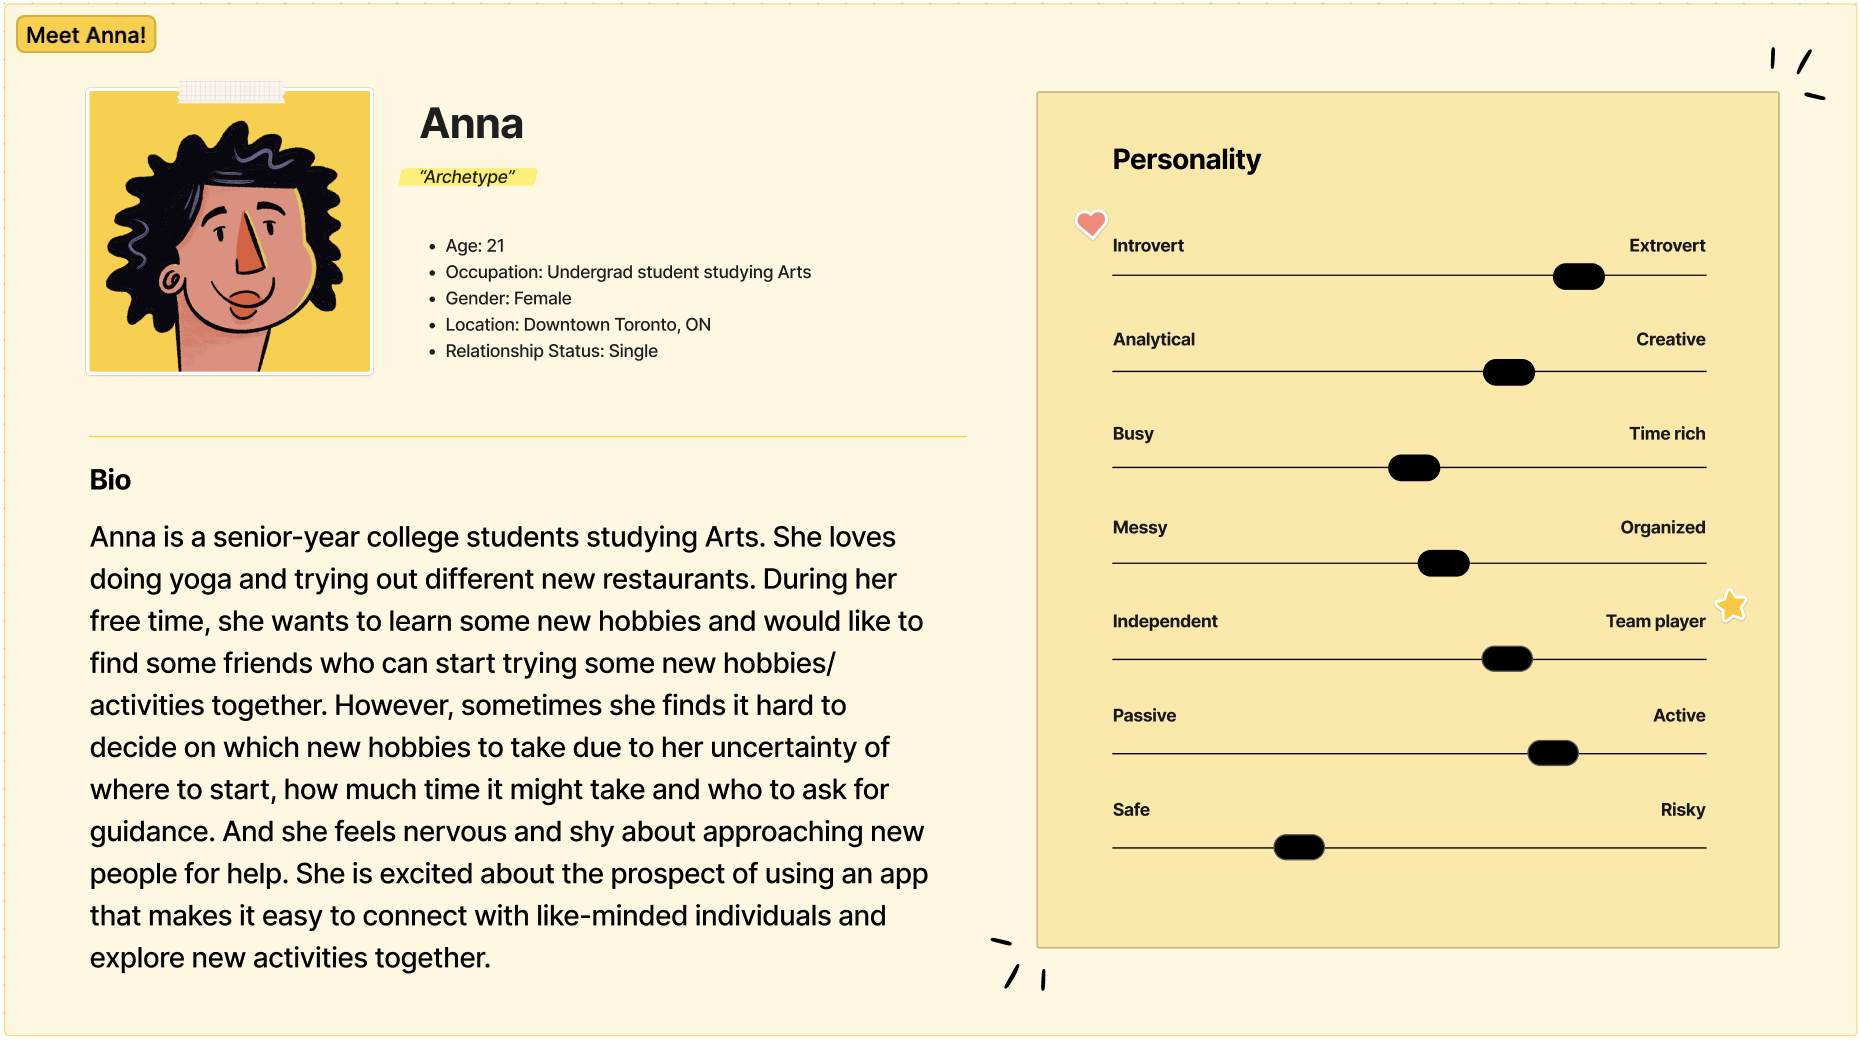 Meet Anna!
Anna
“Archetype”
• Age: 21
• Occupation: Undergrad student studying Arts
• Gender: Female
• Location: Downtown Toronto, ON
• Relationship Status: Single
Bio
Anna is a senior-year college students studying Arts. She loves
doing yoga and trying out different new restaurants. During her
free time, she wants to learn some new hobbies and would like to
find some friends who can start trying some new hobbies/
activities together. However, sometimes she finds it hard to
decide on which new hobbies to take due to her uncertainty of
where to start, how much time it might take and who to ask for
guidance. And she feels nervous and shy about approaching new
people for help. She is excited about the prospect of using an app
that makes it easy to connect with like-minded individuals and
explore new activities together.
Personality
Introvert Extrovert
Analytical Creative
Busy Time rich
Messy Organized
Independent Team player
Passive Active
Safe Risky